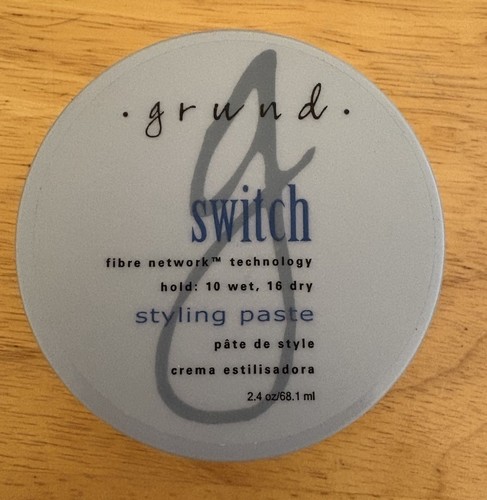 · grund ·
g
switch
fibre network™ technology
hold: 10 wet, 16 dry
styling paste
pâte de style
crema estilisadora
2.4 oz/68.1 ml